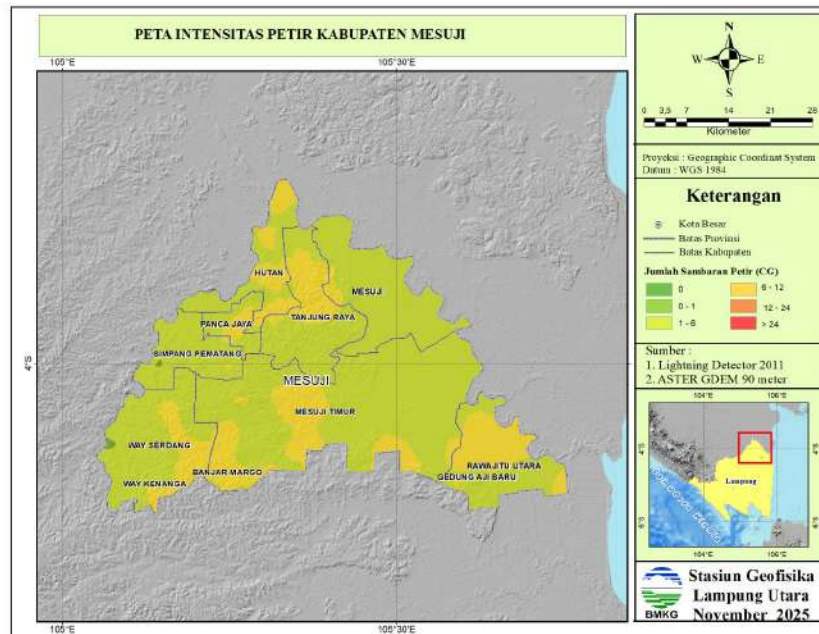 PETA INTENSITAS PETIR KABUPATEN MESUJI
105°E
105°30'E
4°S
HUTAN
MESUJI
PANCA JAYA
TANJUNG RAYA
SIMPANG PEMATANG
MESUJI
MESUJI TIMUR
WAY SERDANG
BANJAR MARGO
RAWAJITU UTARA
WAY KENANGA
GEDUNG AJI BARU
4°S
105°E
105°30'E
N
W
E
S
0 3,5 7 14 21 28
Kilometer
Proyeksi : Geographic Coordinat System
Datum : WGS 1984
Keterangan
Kota Besar
Batas Provinsi
Batas Kabupaten
Jumlah Sambaran Petir (CG)
0
6 - 12
0 - 1
12 - 24
1 - 6
> 24
Sumber :
1. Lightning Detector 2011
2. ASTER GDEM 90 meter
104°E
106°E
4°S
4°S
Lampung
6°S
6°S
104°E
106°E
BMKG
Stasiun Geofisika
Lampung Utara
November 2025